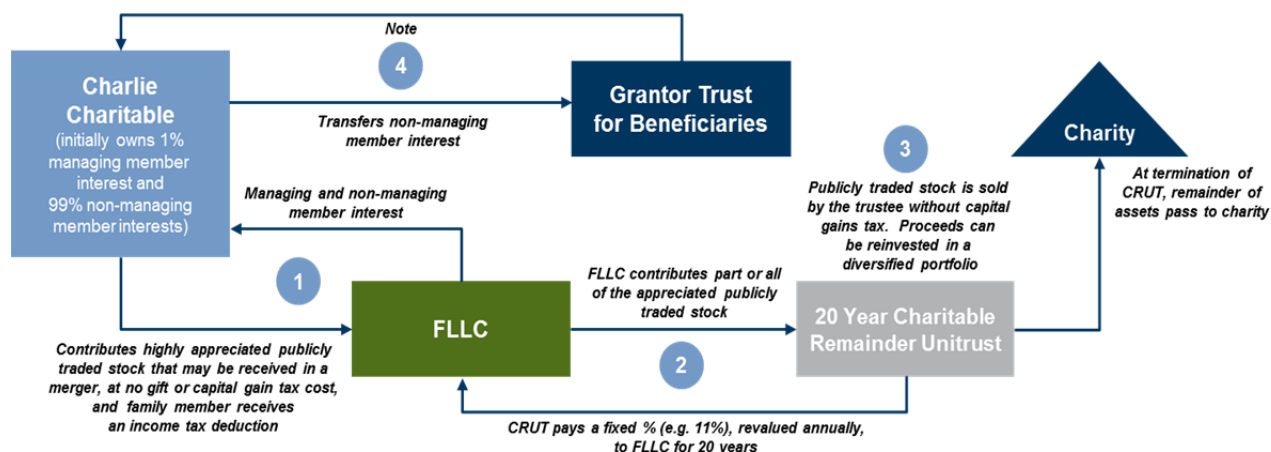 Note
4
Charlie
Charitable
(initially owns 1%
managing member
interest and
99% non-managing
member interests)
Transfers non-managing
member interest
Grantor Trust
for Beneficiaries
Charity
3
Publicly traded stock is sold
by the trustee without capital
gains tax. Proceeds can
be reinvested in a
diversified portfolio
At termination of
CRUT, remainder of
assets pass to charity
Managing and non-managing
member interest
1
Contributes highly appreciated publicly
traded stock that may be received in a
merger, at no gift or capital gain tax cost,
and family member receives
an income tax deduction
FLLC
FLLC contributes part or all
of the appreciated publicly
traded stock
2
20 Year Charitable
Remainder Unitrust
CRUT pays a fixed % (e.g. 11%), revalued annually,
to FLLC for 20 years